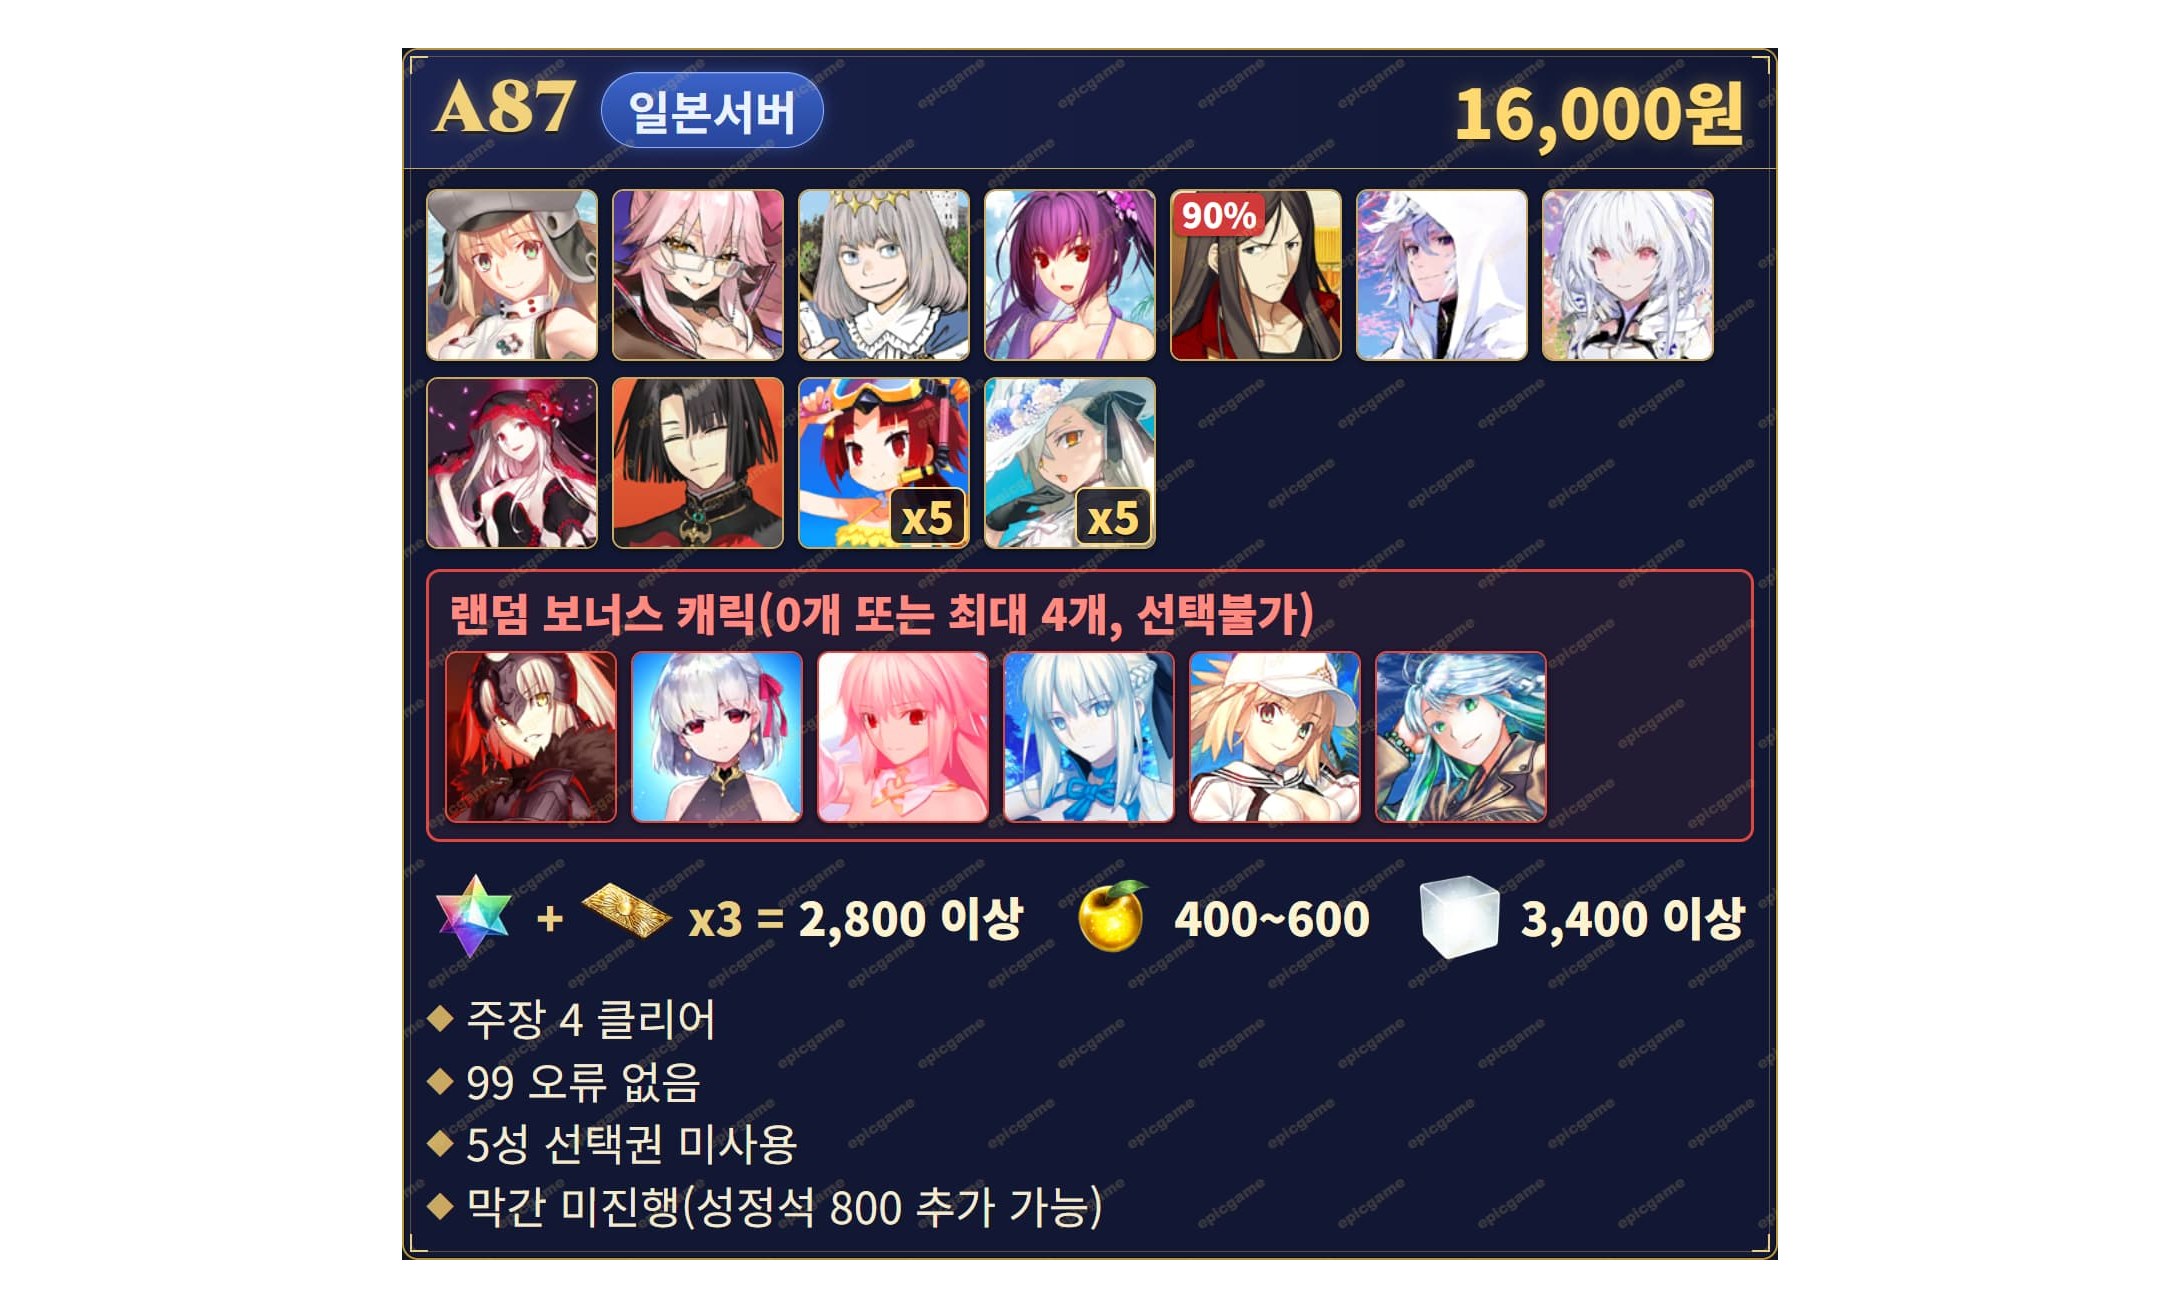 A87 일본서버 16,000원
90%
x5 x5
랜덤 보너스 캐릭(0개 또는 최대 4개, 선택불가)
+ x3 = 2,800 이상 400~600 3,400 이상
◆ 주장 4 클리어
◆ 99 오류 없음
◆ 5성 선택권 미사용
◆ 막간 미진행(성정석 800 추가 가능)
epicgame